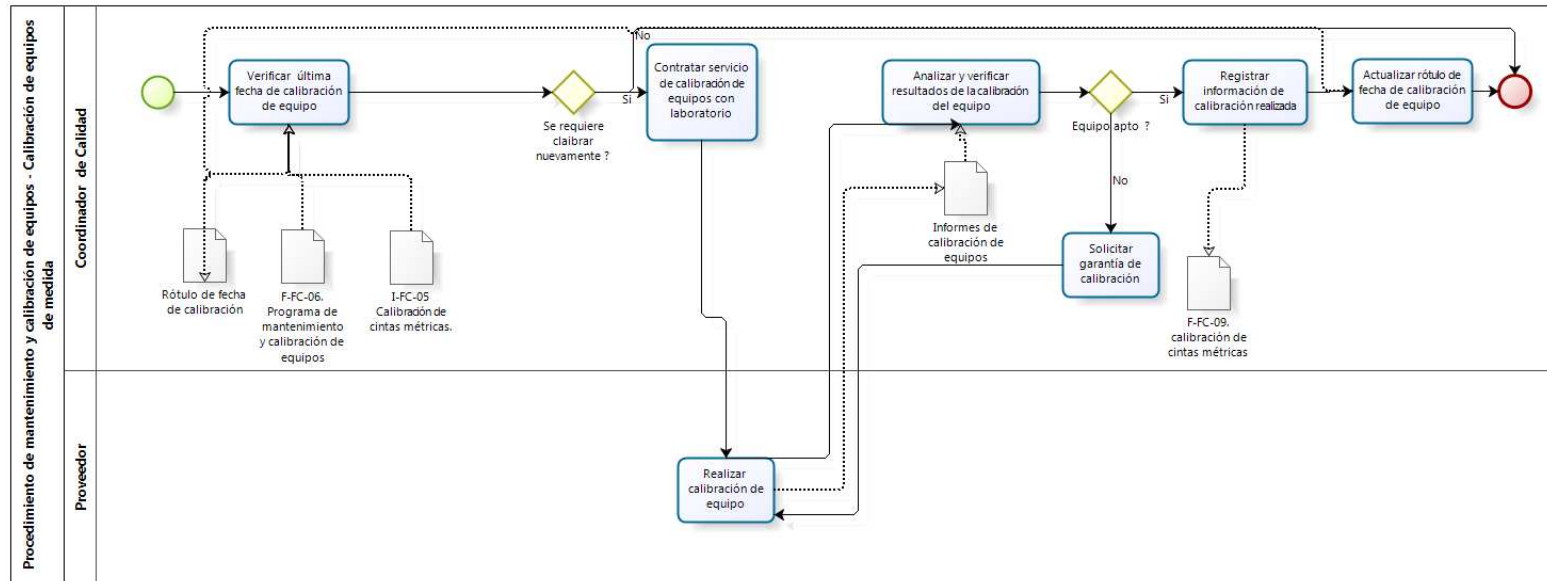 Procedimiento de mantenimiento y calibración de equipos - Calibración de equipos
de medida
Coordinador de Calidad
Verificar última
fecha de calibración
de equipo
Se requiere
claibrar
nuevamente ?
No
Si
Contratar servicio
de calibración de
equipos con
laboratorio
Analizar y verificar
resultados de la calibración
del equipo
Equipo apto ?
Si
No
Registrar
información de
calibración realizada
Actualizar rótulo de
fecha de calibración
de equipo
Rótulo de fecha
de calibración
F-FC-06.
Programa de
mantenimiento
y calibración de
equipos
I-FC-05
Calibración de
cintas métricas.
Informes de
calibración de
equipos
Solicitar
garantía de
calibración
F-FC-09.
calibración de
cintas métricas
Proveedor
Realizar
calibración de
equipo